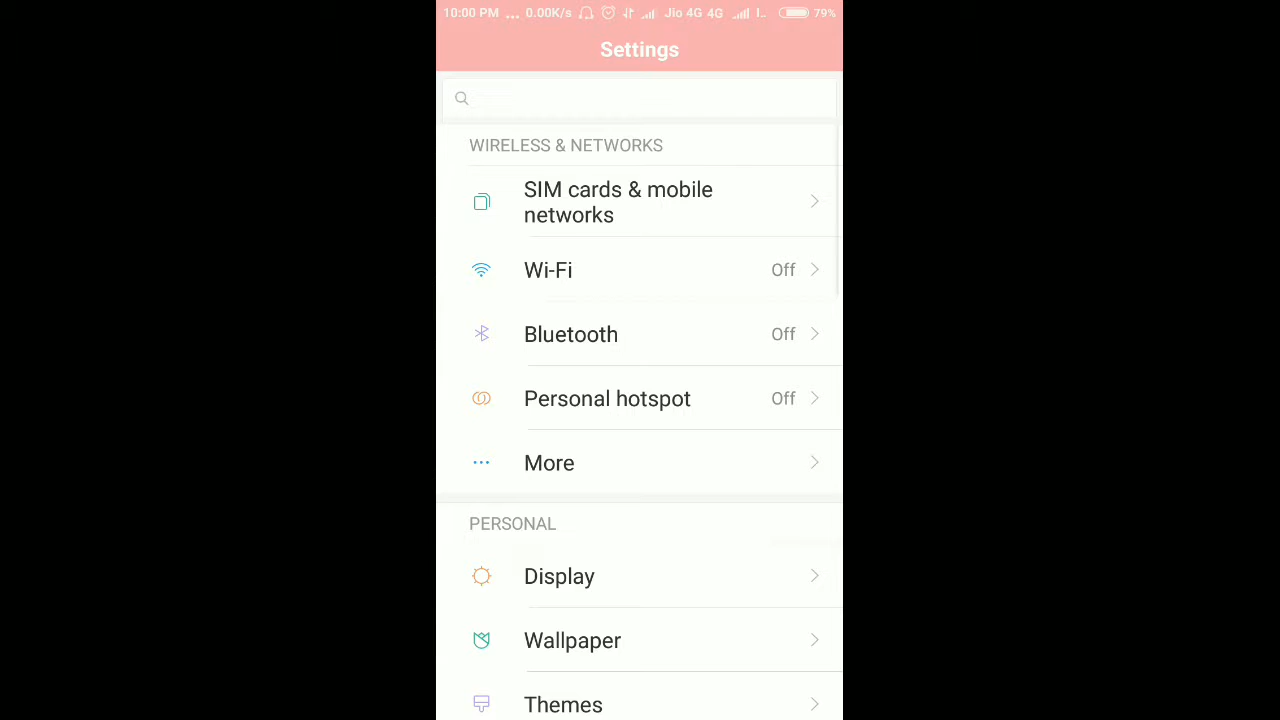 10:00 PM ... 0.00K/s Jio 4G 4G I... 79%
Settings
WIRELESS & NETWORKS
SIM cards & mobile
networks
Wi-Fi Off
Bluetooth Off
Personal hotspot Off
More
PERSONAL
Display
Wallpaper
Themes